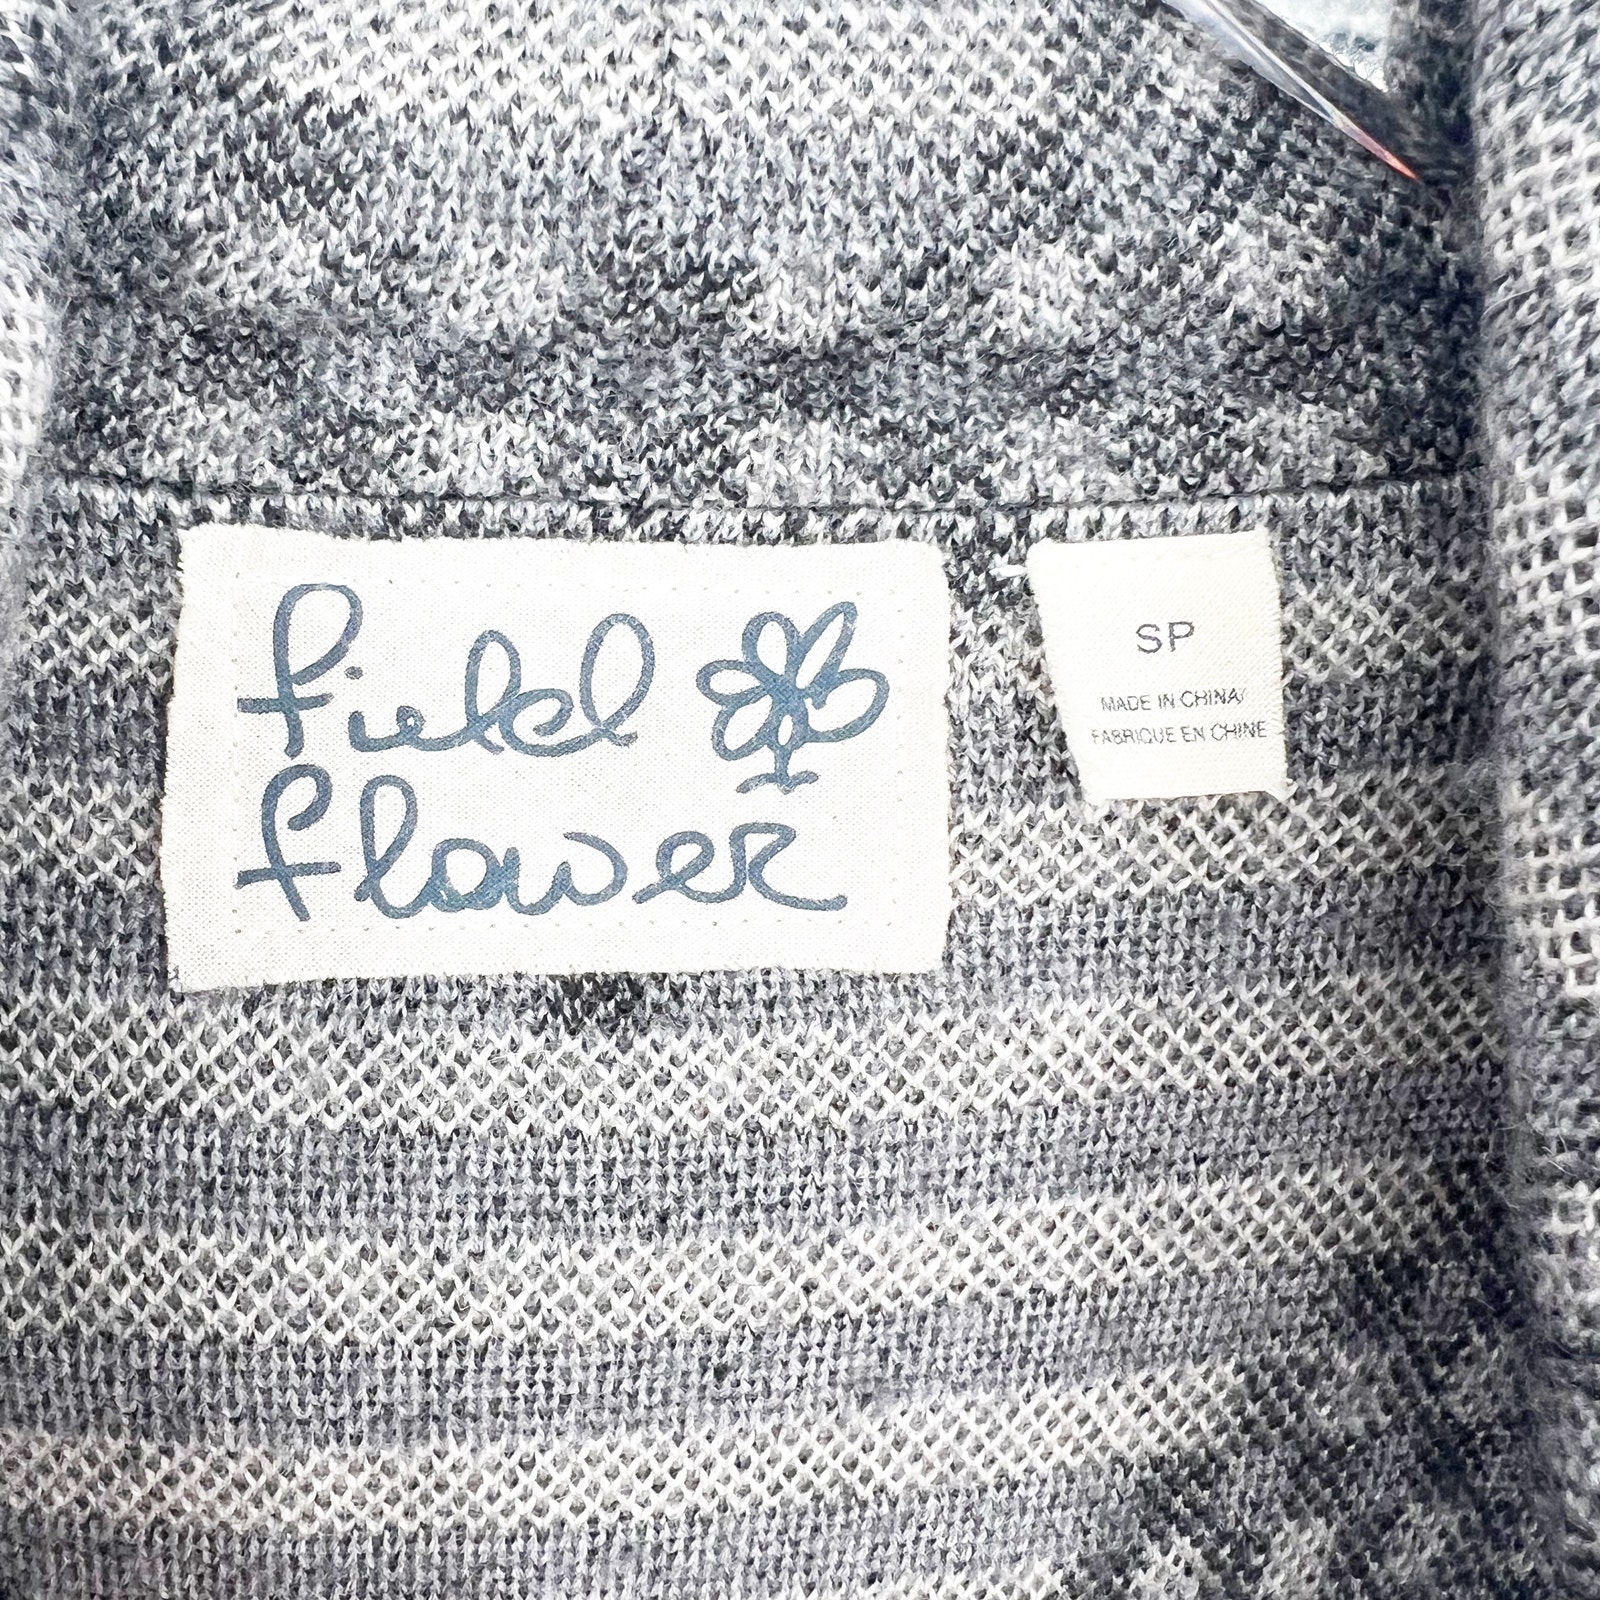 field
flower
SP
MADE IN CHINA/
FABRIQUE EN CHINE